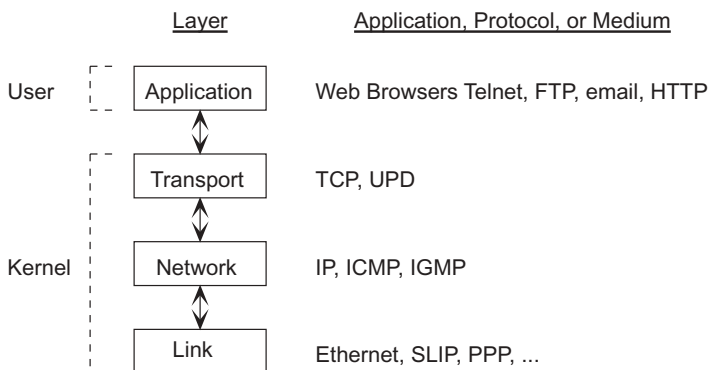 Layer Application, Protocol, or Medium
User Application Web Browsers Telnet, FTP, email, HTTP
Transport TCP, UPD
Kernel Network IP, ICMP, IGMP
Link Ethernet, SLIP, PPP, ...